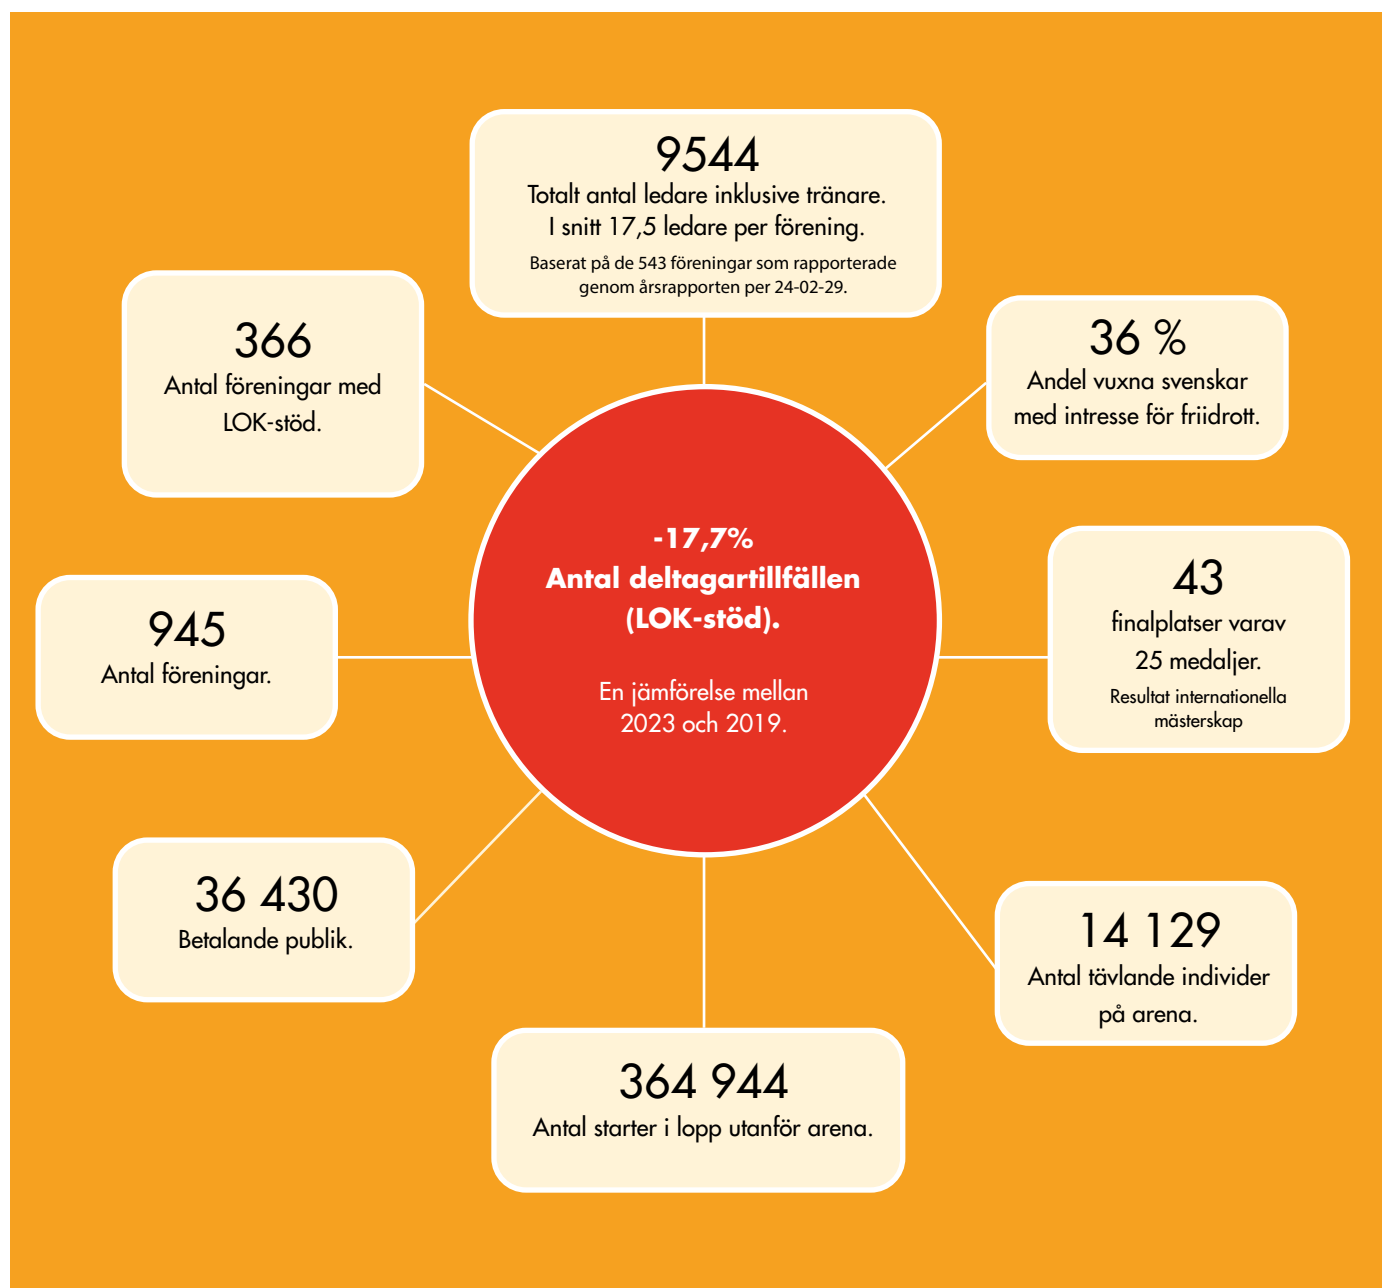 9544
Totalt antal ledare inklusive tränare.
I snitt 17,5 ledare per förening.
Baserat på de 543 föreningar som rapporterade
genom årsrapporten per 24-02-29.
366
Antal föreningar med
LOK-stöd.
36 %
Andel vuxna svenskar
med intresse för friidrott.
-17,7%
Antal deltagartillfällen
(LOK-stöd).
En jämförelse mellan
2023 och 2019.
43
finalplatser varav
25 medaljer.
Resultat internationella
mästerskap
945
Antal föreningar.
36 430
Betalande publik.
14 129
Antal tävlande individer
på arena.
364 944
Antal starter i lopp utanför arena.